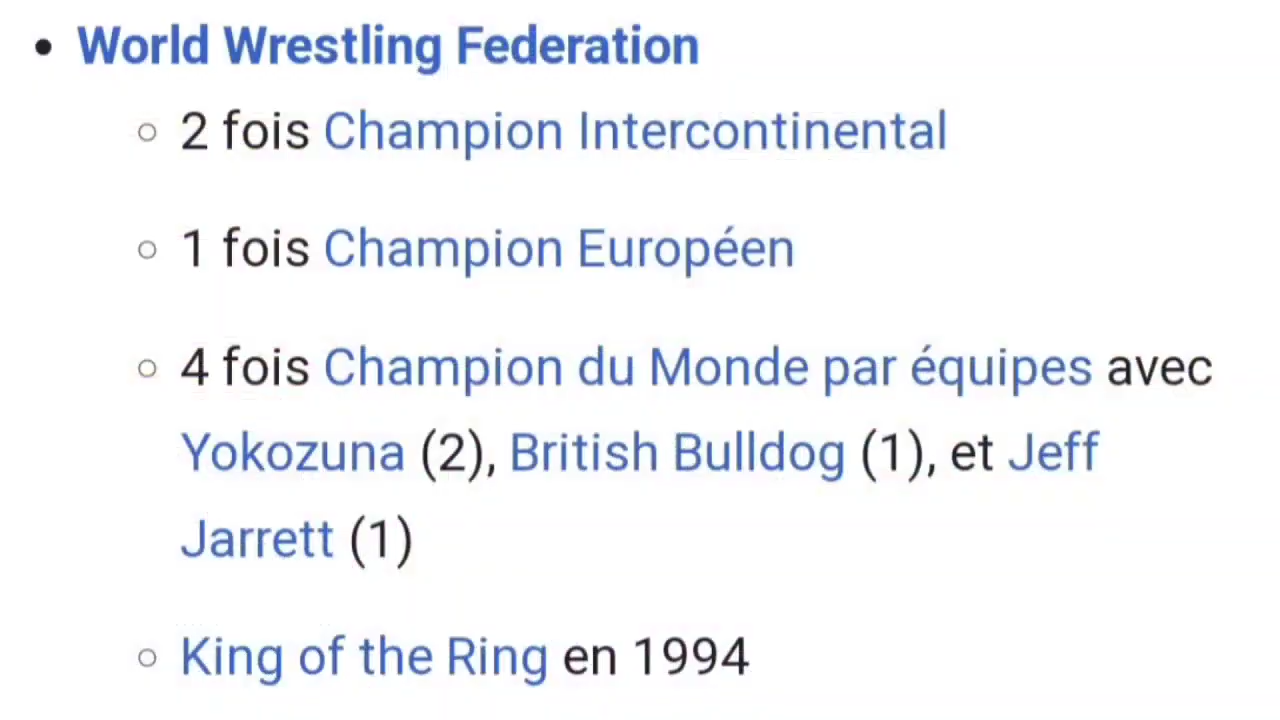 World Wrestling Federation
2 fois Champion Intercontinental
1 fois Champion Européen
4 fois Champion du Monde par équipes avec
Yokozuna (2), British Bulldog (1), et Jeff
Jarrett (1)
King of the Ring en 1994